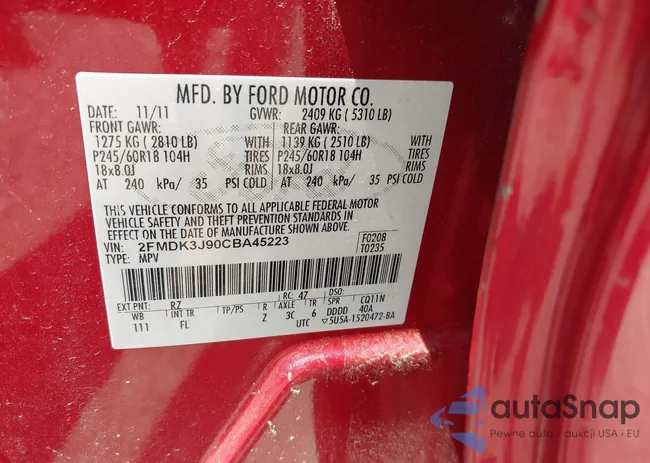 MFD. BY FORD MOTOR CO.
DATE: 11/11 GVWR: 2409 KG ( 5310 LB)
FRONT GAWR: REAR GAWR:
1275 KG ( 2810 LB) WITH 1139 KG ( 2510 LB) WITH
P245/60R18 104H TIRES P245/60R18 104H TIRES
18x8.0J RIMS 18x8.0J RIMS
AT 240 kPa/ 35 PSI COLD AT 240 kPa/ 35 PSI COLD
THIS VEHICLE CONFORMS TO ALL APPLICABLE FEDERAL MOTOR
VEHICLE SAFETY AND THEFT PREVENTION STANDARDS IN
EFFECT ON THE DATE OF MANUFACTURE SHOWN ABOVE.
VIN: 2FMDK3J90CBA45223 F0208
TYPE: MPV T0235
EXT PNT: RZ RC: 47 DSO:
WB INT TR TP/PS R AXLE TR SPR CQ11N
111 FL Z 3C 6 DDDD 40A
UTC ▽5U5A-1520472-BA
autoSnap
Pewne auto z aukcji USA i EU